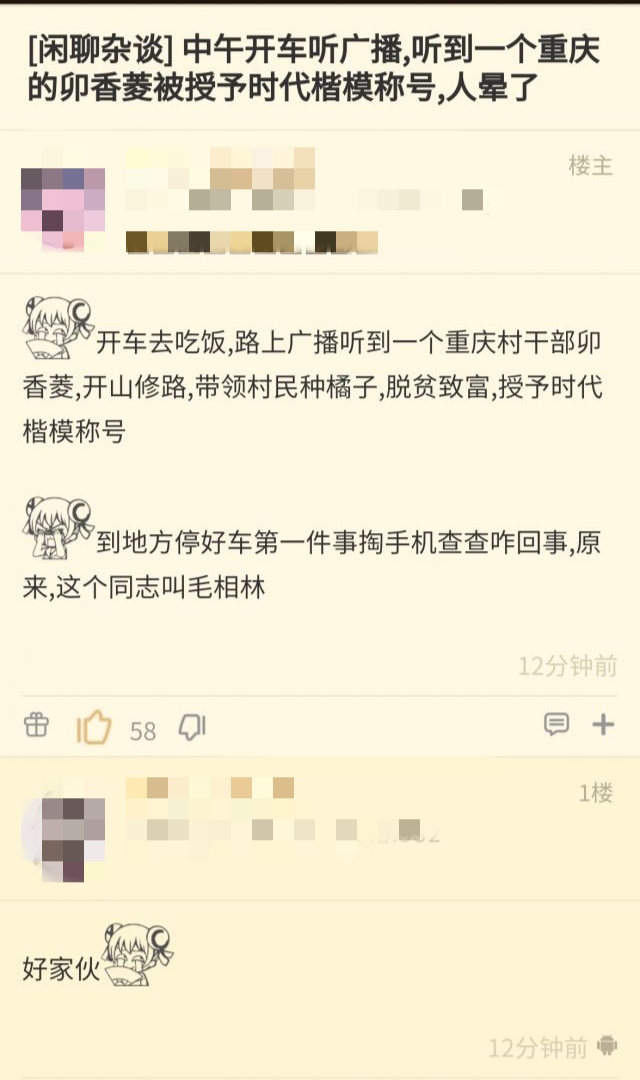 [闲聊杂谈] 中午开车听广播,听到一个重庆
的卯香菱被授予时代楷模称号,人晕了
楼主
开车去吃饭,路上广播听到一个重庆村干部卯
香菱,开山修路,带领村民种橘子,脱贫致富,授予时代
楷模称号
到地方停好车第一件事掏手机查查咋回事,原
来,这个同志叫毛相林
12分钟前
58
1楼
好家伙
12分钟前